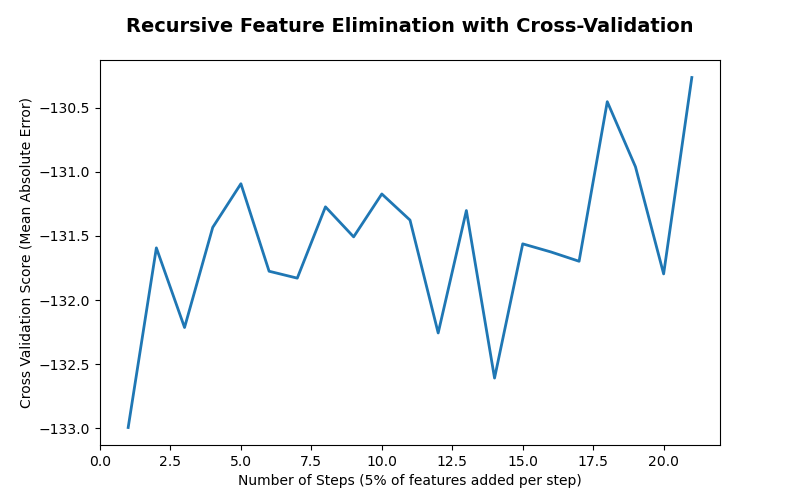 Recursive Feature Elimination with Cross-Validation
Cross Validation Score (Mean Absolute Error)
−130.5
−131.0
−131.5
−132.0
−132.5
−133.0
0.0 2.5 5.0 7.5 10.0 12.5 15.0 17.5 20.0
Number of Steps (5% of features added per step)